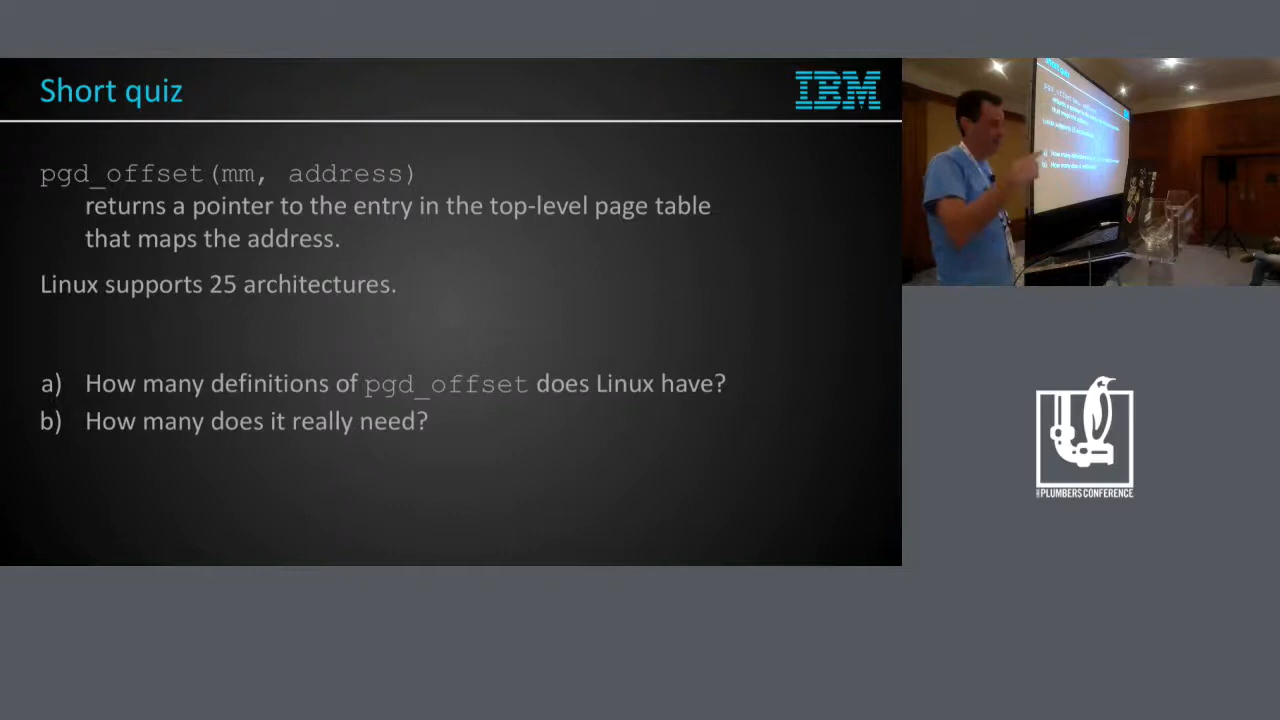 Short quiz
IBM
pgd_offset(mm, address)
returns a pointer to the entry in the top-level page table
that maps the address.
Linux supports 25 architectures.
a) How many definitions of pgd_offset does Linux have?
b) How many does it really need?
PLUMBERS CONFERENCE